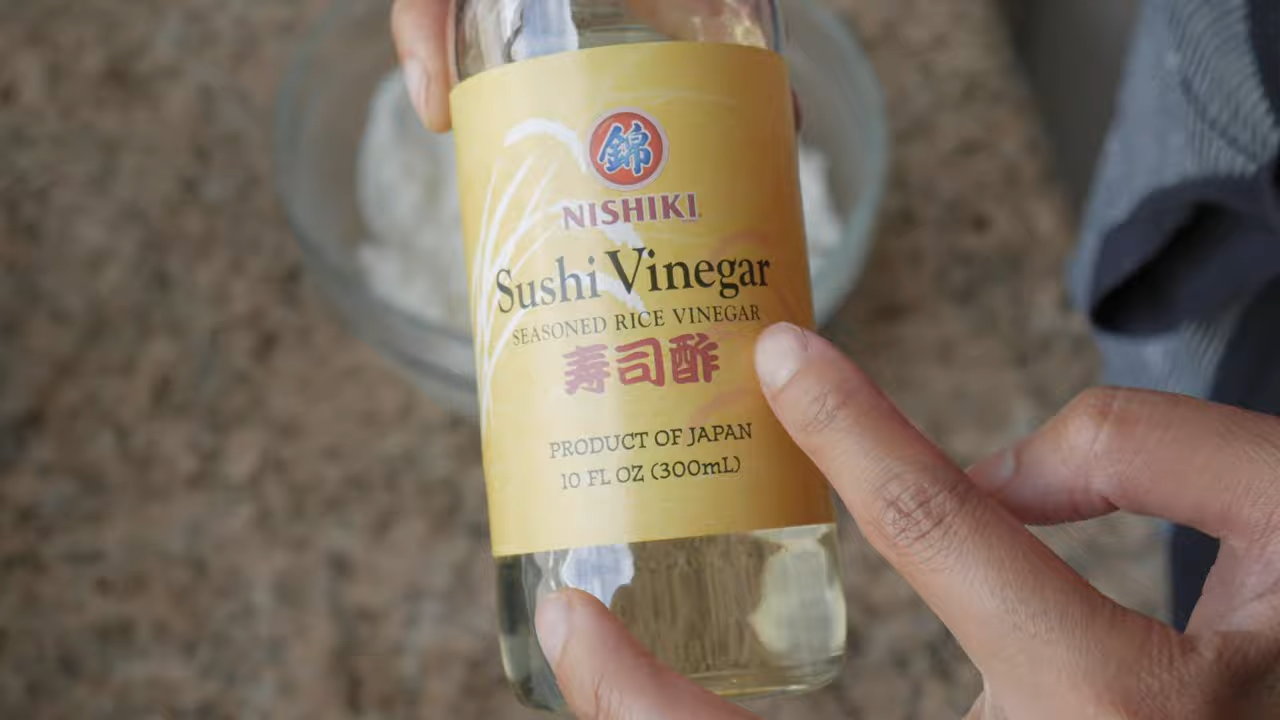 錦
NISHIKI
Sushi Vinegar
SEASONED RICE VINEGAR
寿司酢
PRODUCT OF JAPAN
10 FL OZ (300mL)